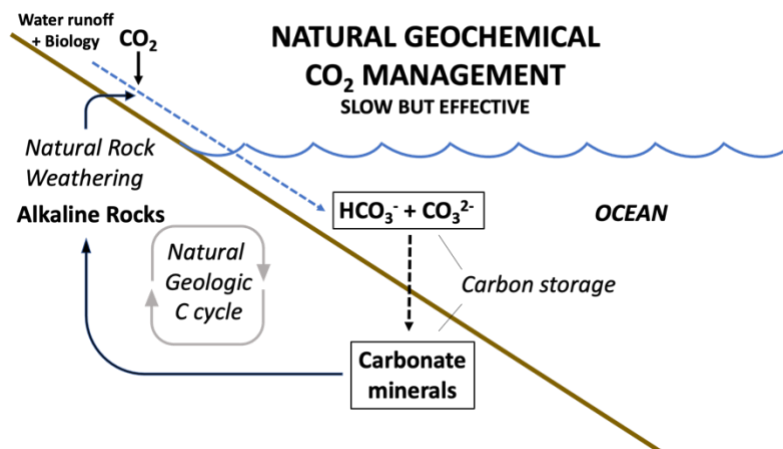 Water runoff
+ Biology
CO₂
NATURAL GEOCHEMICAL
CO₂ MANAGEMENT
SLOW BUT EFFECTIVE
Natural Rock
Weathering
Alkaline Rocks
HCO₃⁻ + CO₃²⁻
OCEAN
Natural
Geologic
C cycle
Carbon storage
Carbonate
minerals